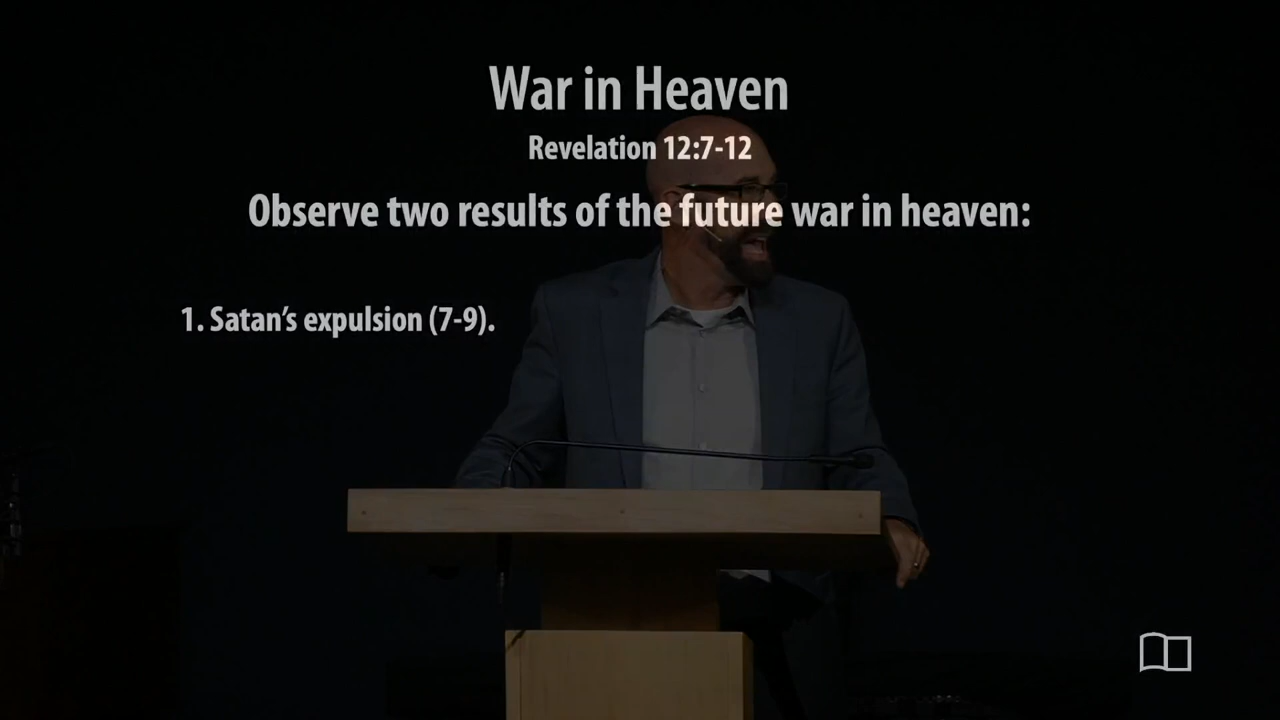 War in Heaven
Revelation 12:7-12
Observe two results of the future war in heaven:
1. Satan's expulsion (7-9).